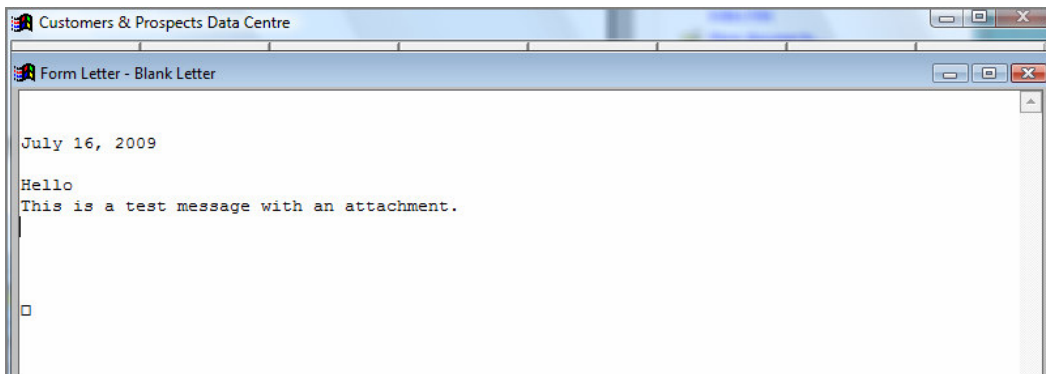 Customers & Prospects Data Centre
Form Letter - Blank Letter
July 16, 2009
Hello
This is a test message with an attachment.